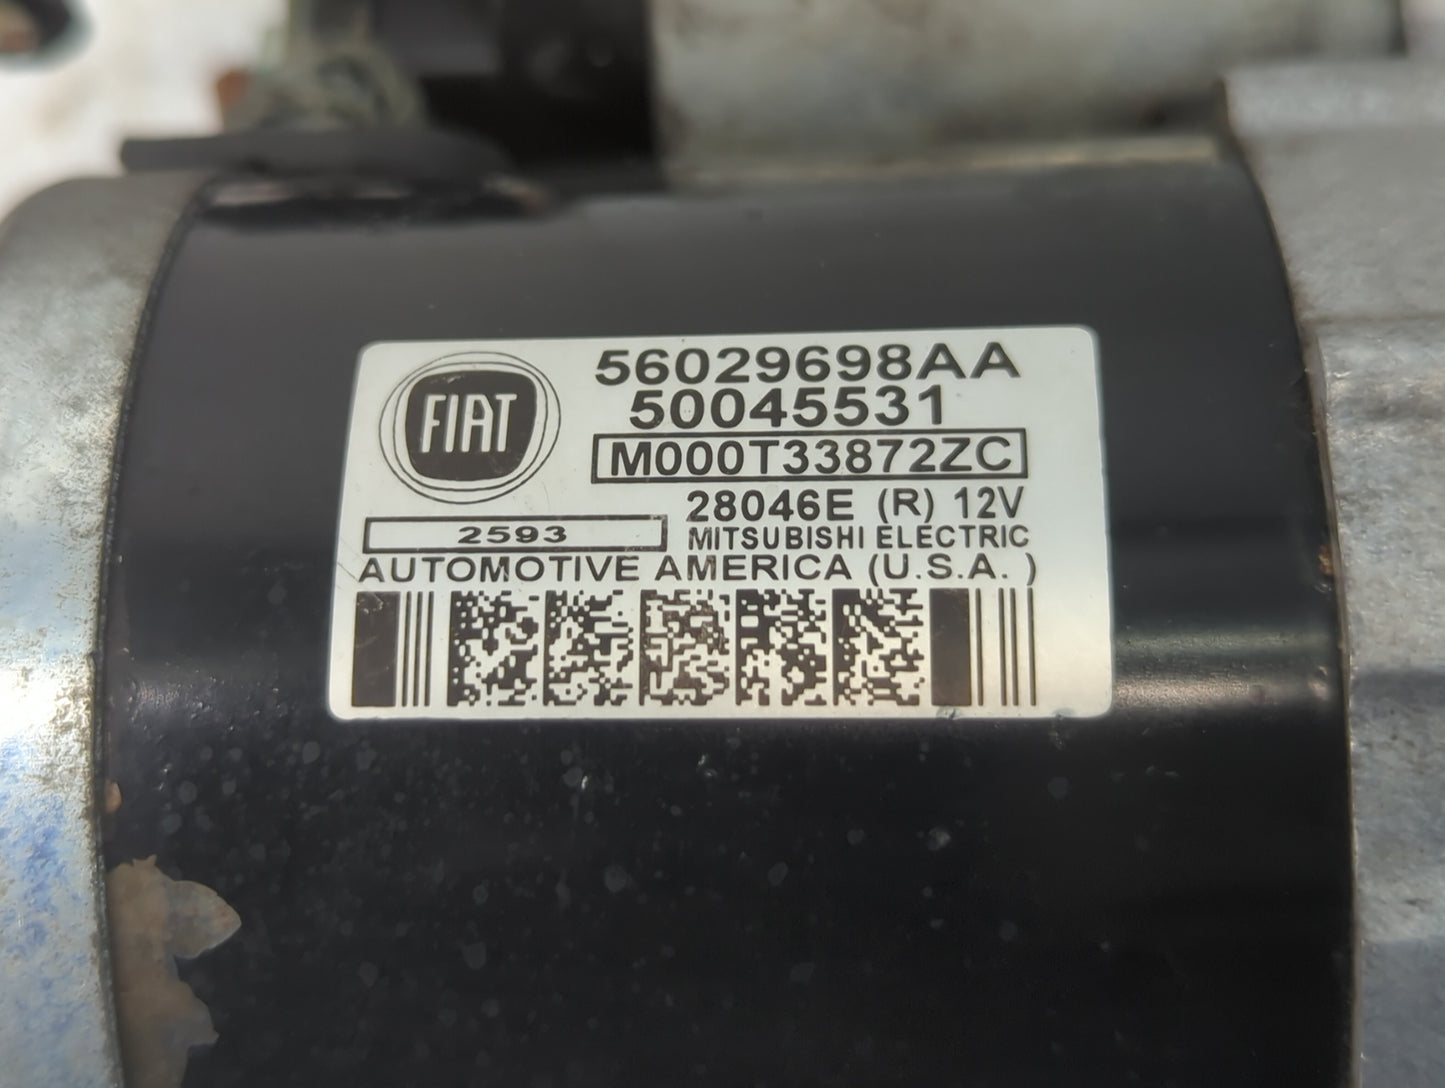 FIAT
56029698AA
50045531
M000T33872ZC
28046E (R) 12V
2593
MITSUBISHI ELECTRIC
AUTOMOTIVE AMERICA (U.S.A. )